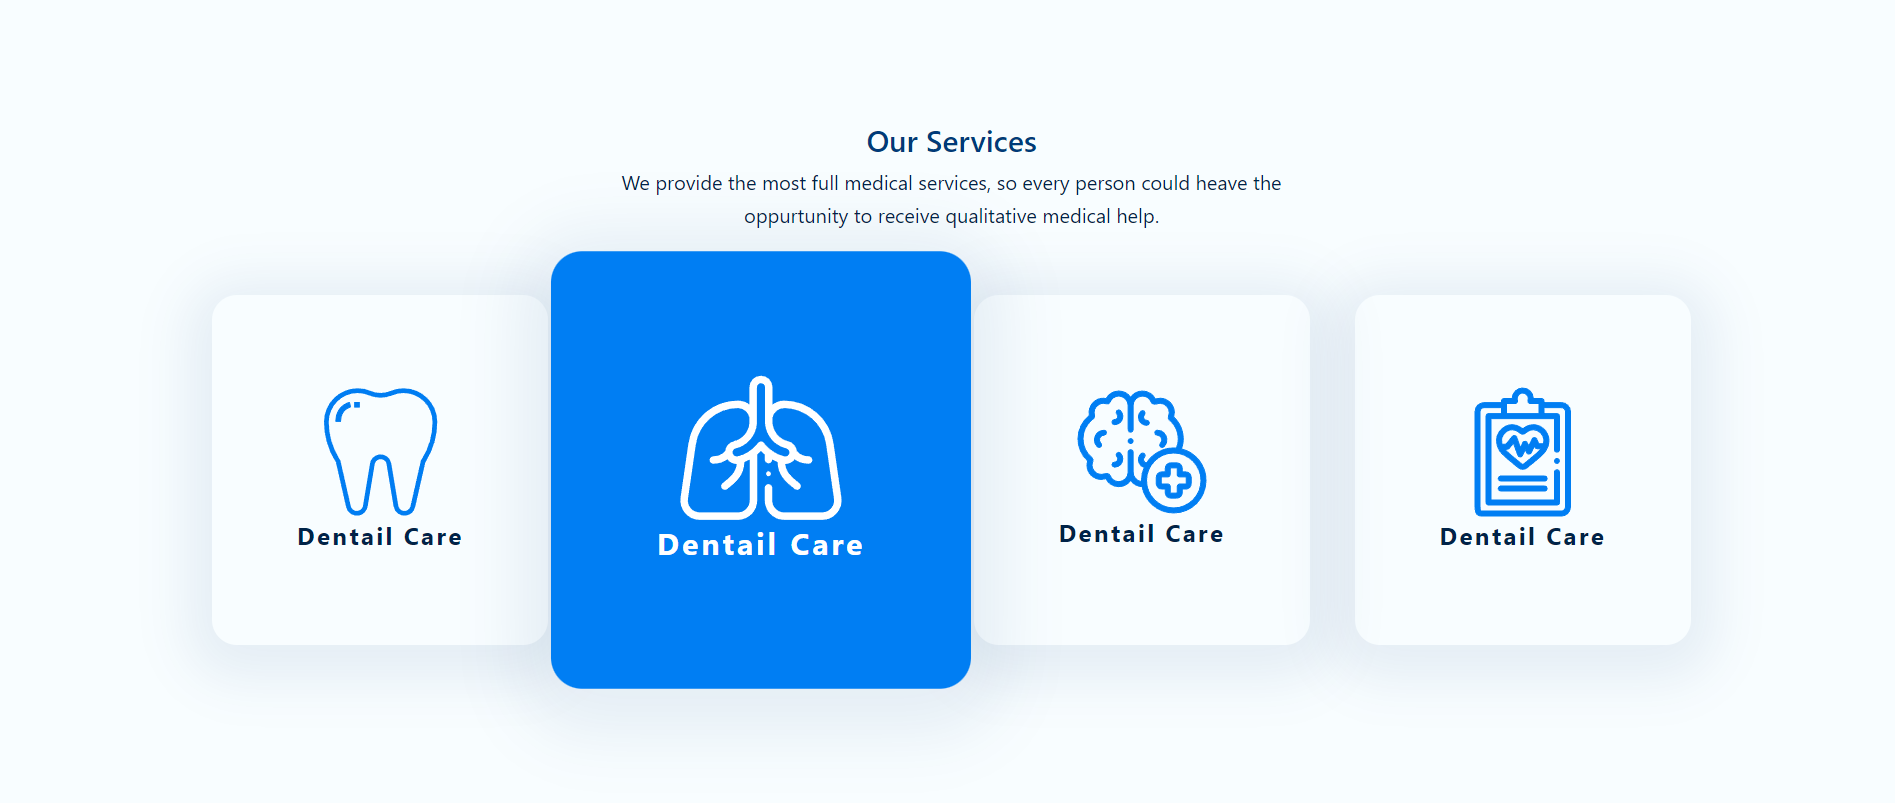 Our Services
We provide the most full medical services, so every person could heave the
oppurtunity to receive qualitative medical help.
Dentail Care
Dentail Care
Dentail Care
Dentail Care